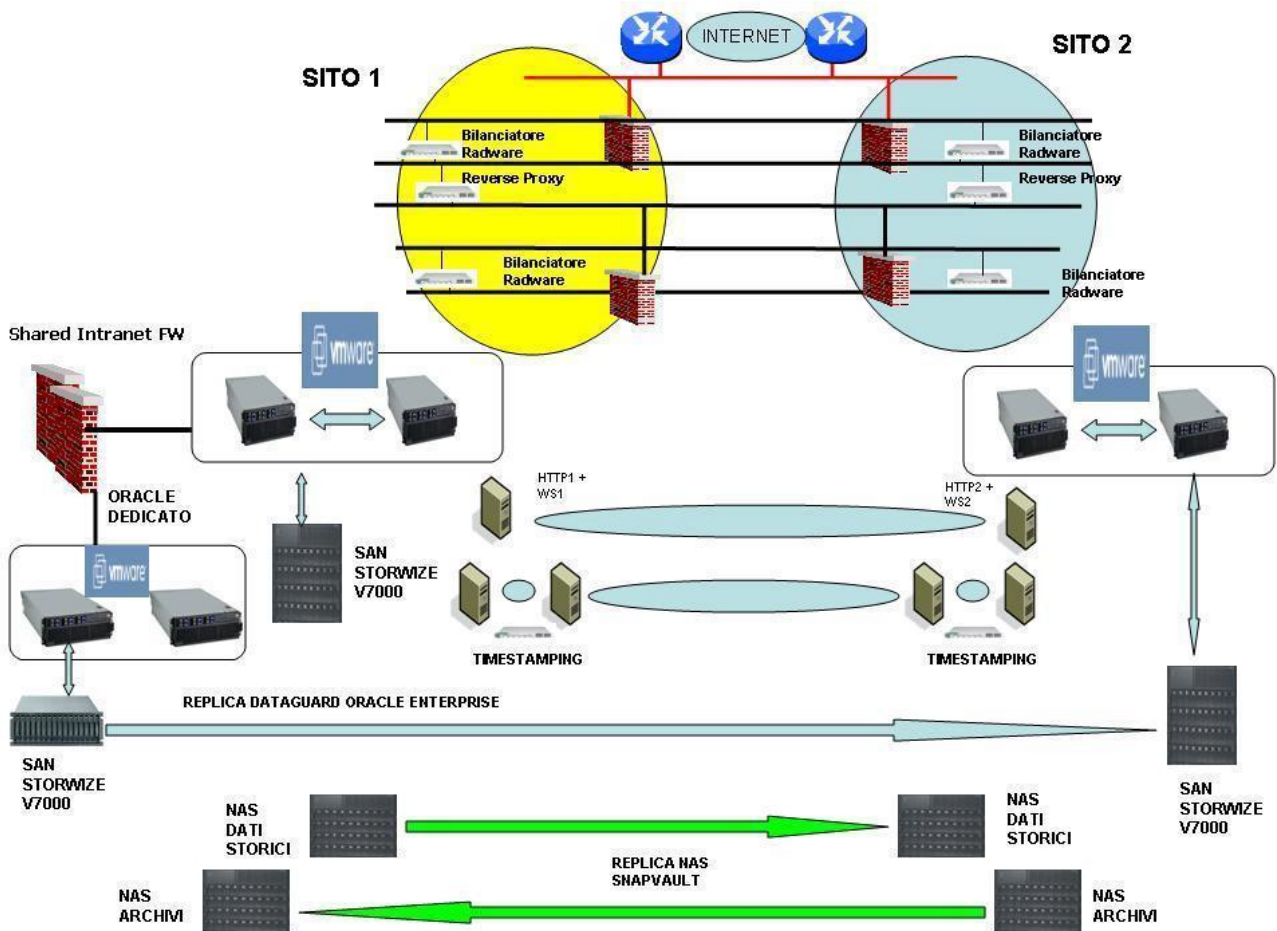 INTERNET
SITO 1
SITO 2
Bilanciatore
Radware
Bilanciatore
Radware
Reverse Proxy
Reverse Proxy
Bilanciatore
Radware
Bilanciatore
Radware
Shared Intranet FW
vmware
vmware
ORACLE
DEDICATO
HTTP1 +
WS1
HTTP2 +
WS2
vmware
SAN
STORWIZE
V7000
TIMESTAMPING
TIMESTAMPING
REPLICA DATAGUARD ORACLE ENTERPRISE
SAN
STORWIZE
V7000
SAN
STORWIZE
V7000
NAS
DATI
STORICI
NAS
DATI
STORICI
REPLICA NAS
SNAPVAULT
NAS
ARCHIVI
NAS
ARCHIVI